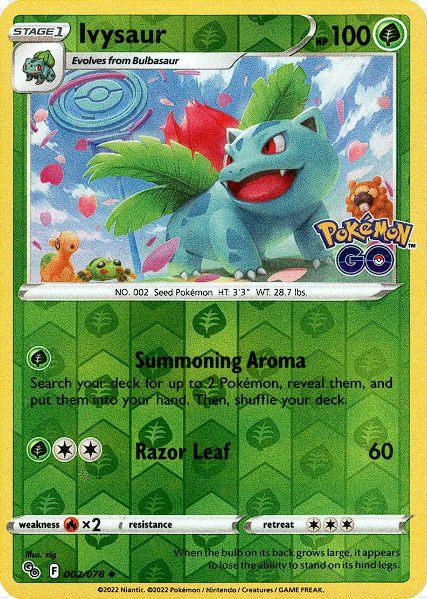 STAGE 1
Ivysaur
HP 100
Evolves from Bulbasaur
Pokémon
GO
™
NO. 002 Seed Pokémon HT: 3'3" WT: 28.7 lbs.
Summoning Aroma
Search your deck for up to 2 Pokémon, reveal them, and
put them into your hand. Then, shuffle your deck.
Razor Leaf 60
weakness ×2 resistance retreat
Illus. zig
When the bulb on its back grows large, it appears
to lose the ability to stand on its hind legs.
GO F 002/078
©2022 Niantic. ©2022 Pokémon / Nintendo / Creatures / GAME FREAK.